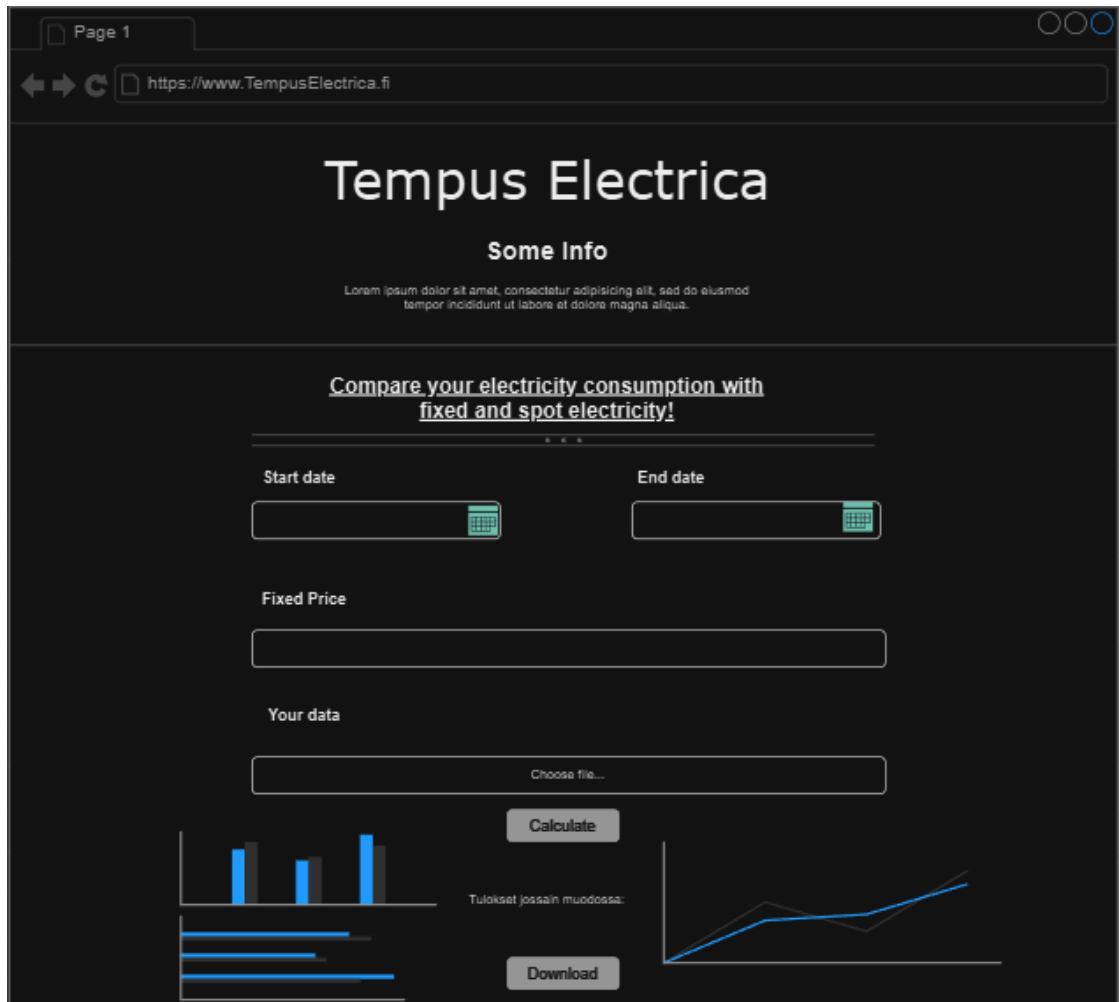 Page 1
https://www.TempusElectrica.fi
Tempus Electrica
Some Info
Lorem ipsum dolor sit amet, consectetur adipisicing elit, sed do eiusmod
tempor incididunt ut labore et dolore magna aliqua.
Compare your electricity consumption with
fixed and spot electricity!
Start date
End date
Fixed Price
Your data
Choose file...
Calculate
Tulokset jossain muodossa:
Download